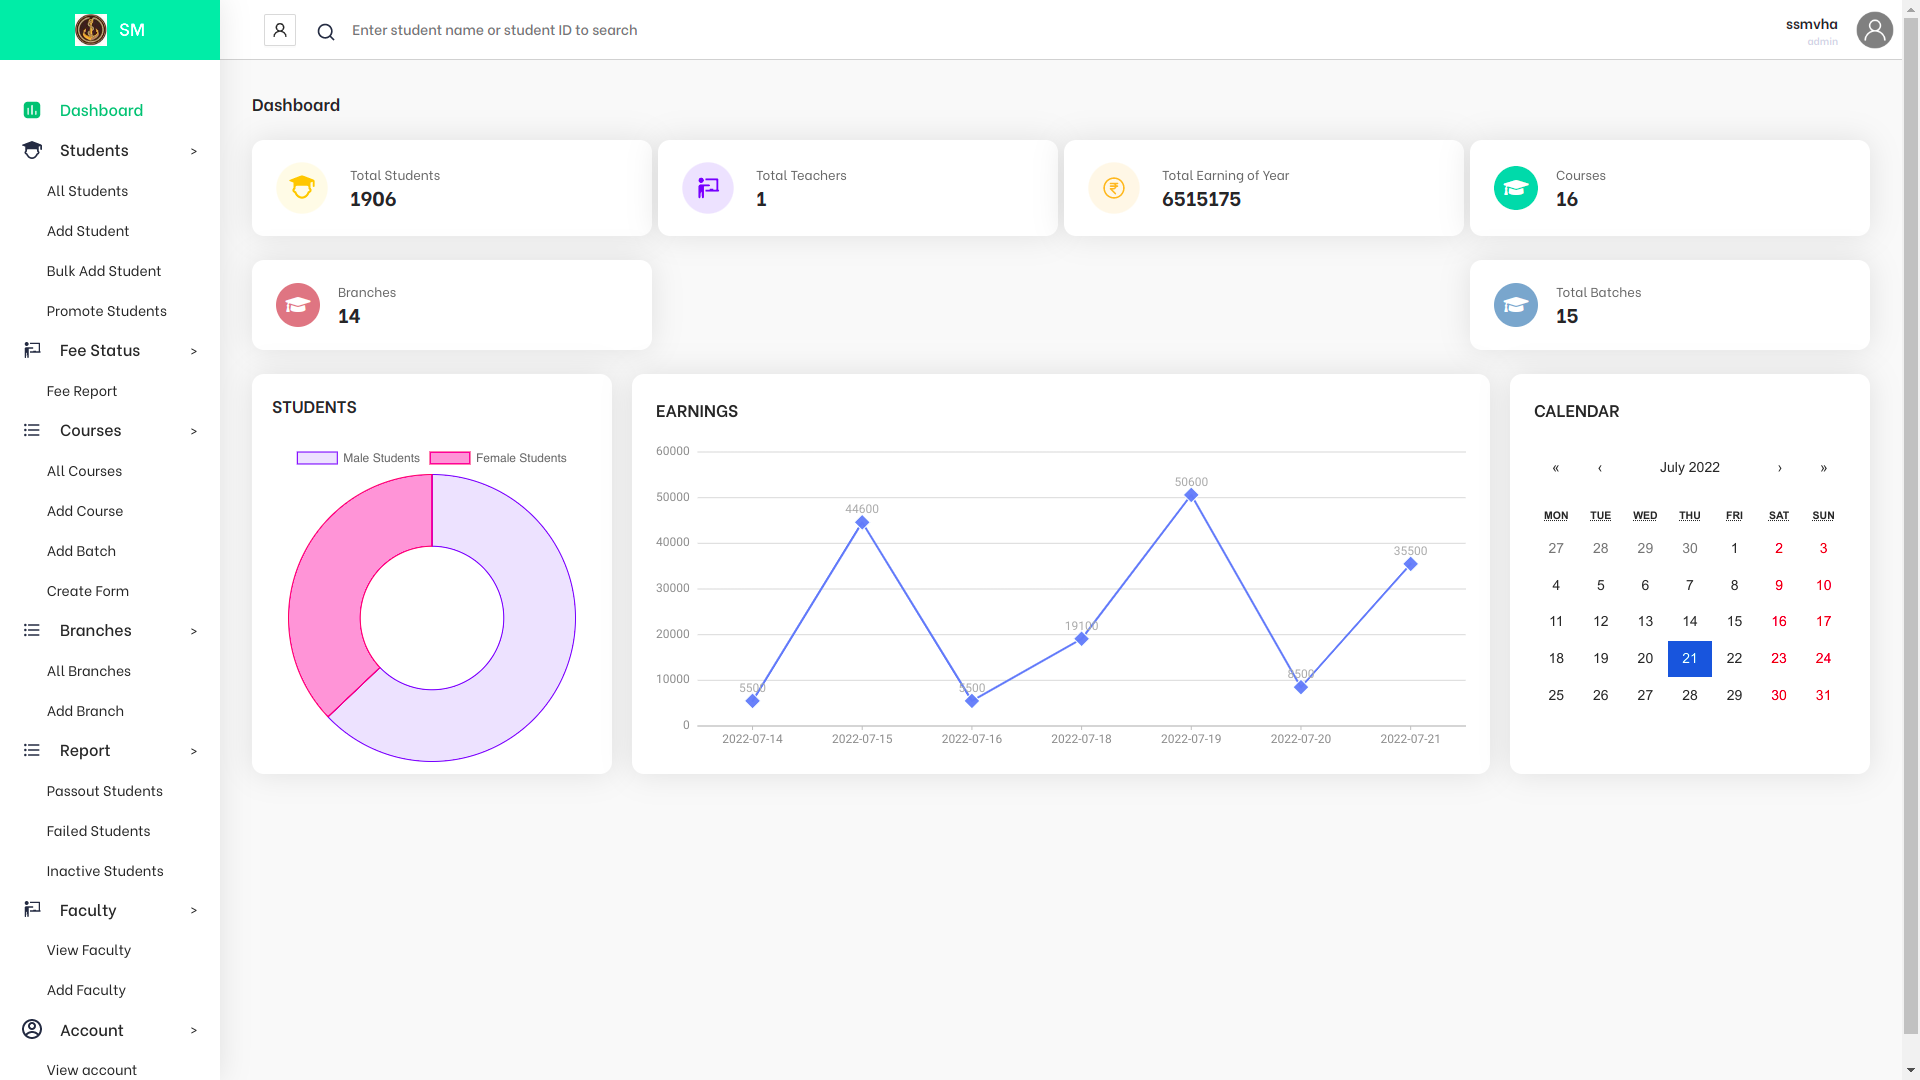 SM
Enter student name or student ID to search
ssmvha
admin
Dashboard
Students >
All Students
Add Student
Bulk Add Student
Promote Students
Fee Status >
Fee Report
Courses >
All Courses
Add Course
Add Batch
Create Form
Branches >
All Branches
Add Branch
Report >
Passout Students
Failed Students
Inactive Students
Faculty >
View Faculty
Add Faculty
Account >
View account
Dashboard
Total Students
1906
Total Teachers
1
Total Earning of Year
6515175
Courses
16
Branches
14
Total Batches
15
STUDENTS
Male Students Female Students
EARNINGS
60000
50000
40000
30000
20000
10000
0
5500
44600
5500
19100
50600
8500
35500
2022-07-14 2022-07-15 2022-07-16 2022-07-18 2022-07-19 2022-07-20 2022-07-21
CALENDAR
« ‹ July 2022 › »
MON TUE WED THU FRI SAT SUN
27 28 29 30 1 2 3
4 5 6 7 8 9 10
11 12 13 14 15 16 17
18 19 20 21 22 23 24
25 26 27 28 29 30 31